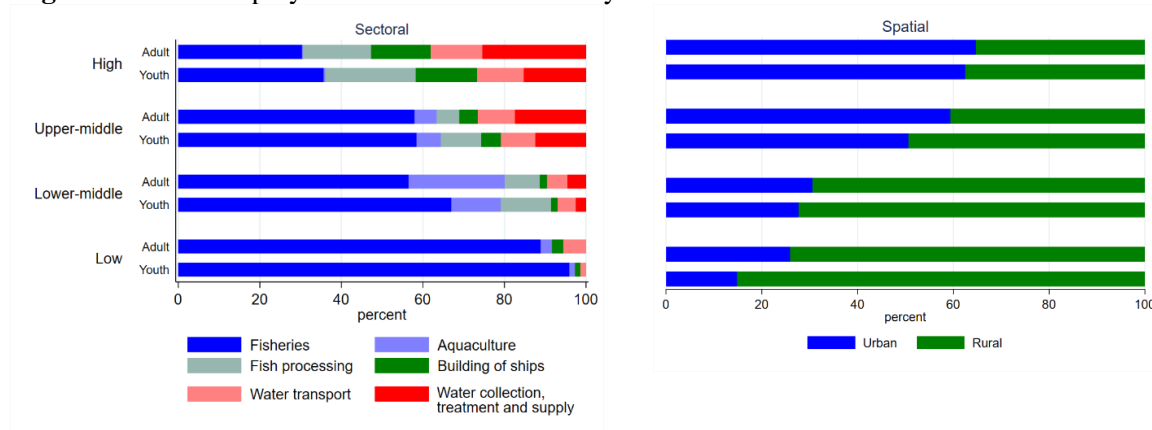 Sectoral
High
Adult
Youth
Upper-middle
Adult
Youth
Lower-middle
Adult
Youth
Low
Adult
Youth
0 20 40 60 80 100
percent
Fisheries
Aquaculture
Fish processing
Building of ships
Water transport
Water collection,
treatment and supply
Spatial
0 20 40 60 80 100
percent
Urban
Rural